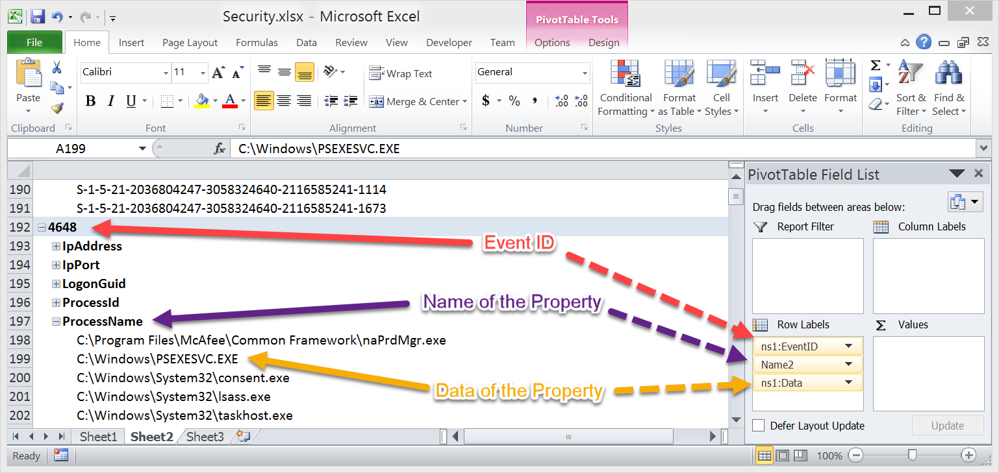 Security.xlsx - Microsoft Excel
PivotTable Tools
File Home Insert Page Layout Formulas Data Review View Developer Team Options Design
Paste
Calibri 11
B I U
Wrap Text
Merge & Center
General
$ % , .0 .00 .00 .0
Conditional Formatting
Format as Table
Cell Styles
Insert Delete Format
Σ
Sort & Filter
Find & Select
Clipboard Font Alignment Number Styles Cells Editing
A199 fx C:\Windows\PSEXESVC.EXE
190 S-1-5-21-2036804247-3058324640-2116585241-1114
191 S-1-5-21-2036804247-3058324640-2116585241-1673
192 4648
193 IpAddress
194 IpPort
195 LogonGuid
196 ProcessId
197 ProcessName
198 C:\Program Files\McAfee\Common Framework\naPrdMgr.exe
199 C:\Windows\PSEXESVC.EXE
200 C:\Windows\System32\consent.exe
201 C:\Windows\System32\lsass.exe
202 C:\Windows\System32\taskhost.exe
Event ID
Name of the Property
Data of the Property
PivotTable Field List
Drag fields between areas below:
Report Filter
Column Labels
Row Labels
Σ Values
ns1:EventID
Name2
ns1:Data
Defer Layout Update
Update
Sheet1 Sheet2 Sheet3
Ready
100%